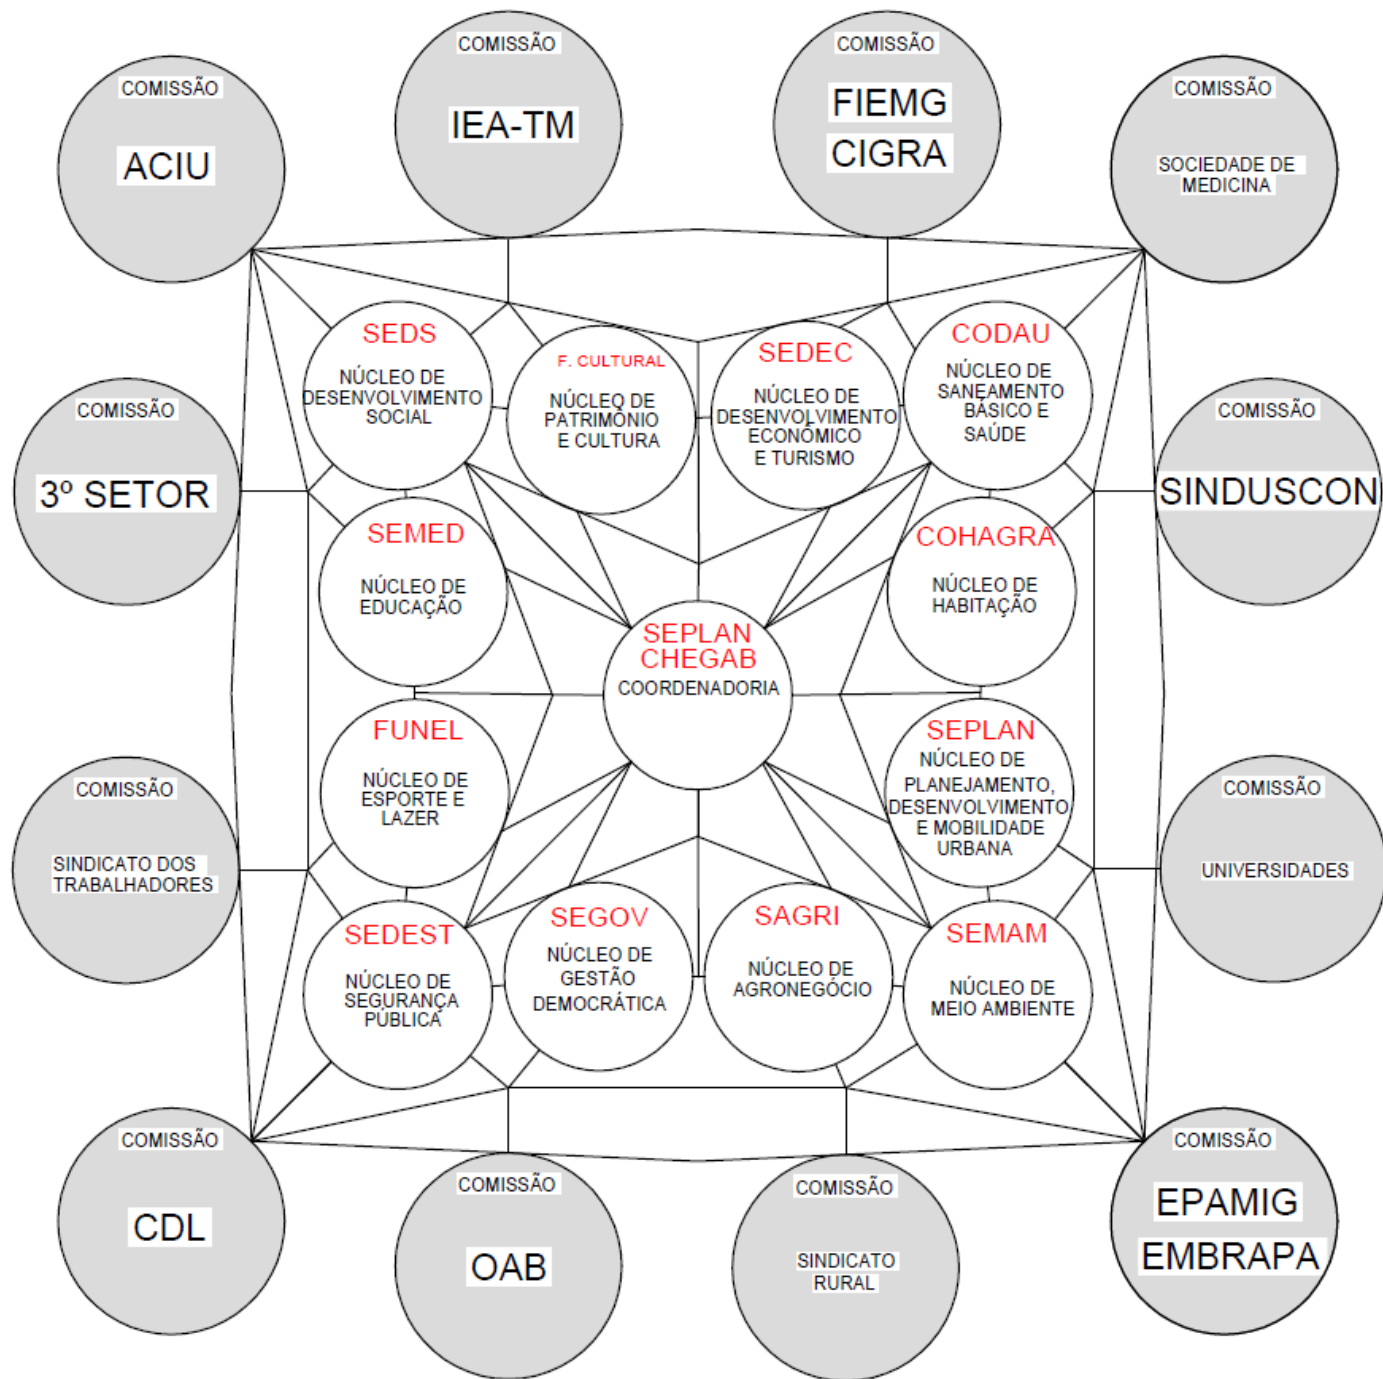 COMISSÃO
ACIU
COMISSÃO
IEA-TM
COMISSÃO
FIEMG
CIGRA
COMISSÃO
SOCIEDADE DE
MEDICINA
SEDS
NÚCLEO DE
DESENVOLVIMENTO
SOCIAL
F. CULTURAL
NÚCLEO DE
PATRIMÔNIO
E CULTURA
SEDEC
NÚCLEO DE
DESENVOLVIMENTO
ECONÔMICO
E TURISMO
CODAU
NÚCLEO DE
SANEAMENTO
BÁSICO E
SAÚDE
COMISSÃO
3º SETOR
COMISSÃO
SINDUSCON
SEMED
NÚCLEO DE
EDUCAÇÃO
COHAGRA
NÚCLEO DE
HABITAÇÃO
SEPLAN
CHEGAB
COORDENADORIA
FUNEL
NÚCLEO DE
ESPORTE E
LAZER
SEPLAN
NÚCLEO DE
PLANEJAMENTO,
DESENVOLVIMENTO
E MOBILIDADE
URBANA
COMISSÃO
SINDICATO DOS
TRABALHADORES
COMISSÃO
UNIVERSIDADES
SEDEST
NÚCLEO DE
SEGURANÇA
PÚBLICA
SEGOV
NÚCLEO DE
GESTÃO
DEMOCRÁTICA
SAGRI
NÚCLEO DE
AGRONEGÓCIO
SEMAM
NÚCLEO DE
MEIO AMBIENTE
COMISSÃO
CDL
COMISSÃO
OAB
COMISSÃO
SINDICATO
RURAL
COMISSÃO
EPAMIG
EMBRAPA